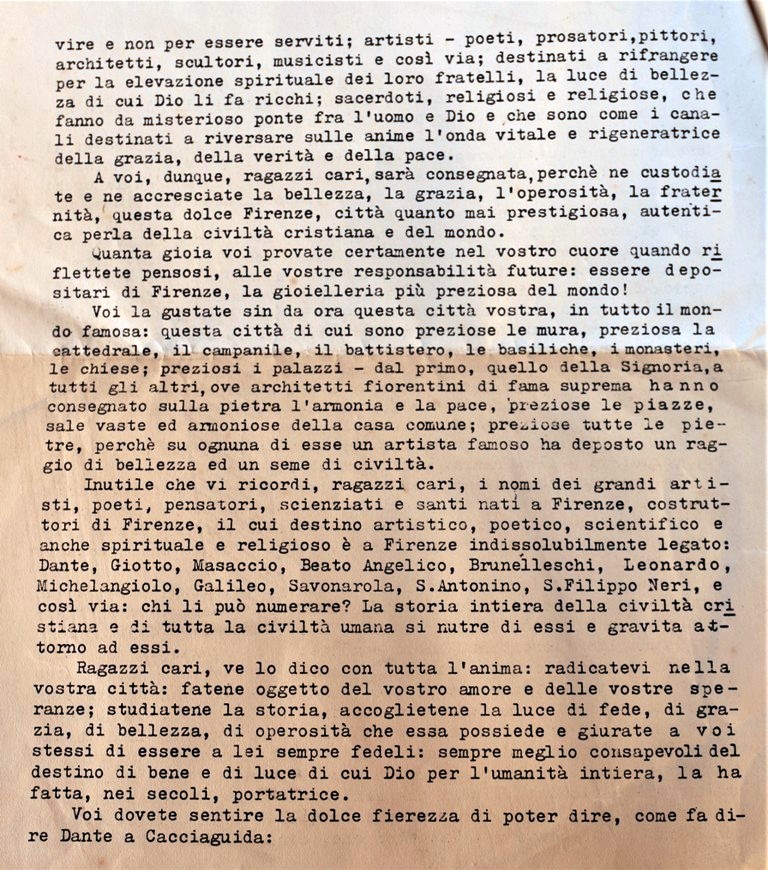 vire e non per essere serviti; artisti - poeti, prosatori,pittori,
architetti, scultori, musicisti e così via; destinati a rifrangere
per la elevazione spirituale dei loro fratelli, la luce di bellez-
za di cui Dio li fa ricchi; sacerdoti, religiosi e religiose, che
fanno da misterioso ponte fra l'uomo e Dio e che sono come i cana-
li destinati a riversare sulle anime l'onda vitale e rigeneratrice
della grazia, della verità e della pace.
A voi, dunque, ragazzi cari, sarà consegnata,perchè ne custodia
te e ne accresciate la bellezza, la grazia, l'operosità, la frater
nità, questa dolce Firenze, città quanto mai prestigiosa, autenti-
ca perla della civiltà cristiana e del mondo.
Quanta gioia voi provate certamente nel vostro cuore quando ri
flettete pensosi, alle vostre responsabilità future: essere depo-
sitari di Firenze, la gioielleria più preziosa del mondo!
Voi la gustate sin da ora questa città vostra, in tutto il mon-
do famosa: questa città di cui sono preziose le mura, preziosa la
cattedrale, il campanile, il battistero, le basiliche, i monasteri,
le chiese; preziosi i palazzi - dal primo, quello della Signoria,a
tutti gli altri,ove architetti fiorentini di fama suprema hanno
consegnato sulla pietra l'armonia e la pace, preziose le piazze,
sale vaste ed armoniose della casa comune; preziose tutte le pie-
tre, perchè su ognuna di esse un artista famoso ha deposto un rag-
gio di bellezza ed un seme di civiltà.
Inutile che vi ricordi, ragazzi cari, i nomi dei grandi arti-
sti, poeti, pensatori, scienziati e santi nati a Firenze, costrut-
tori di Firenze, il cui destino artistico, poetico, scientifico e
anche spirituale e religioso è a Firenze indissolubilmente legato:
Dante, Giotto, Masaccio, Beato Angelico, Brunelleschi, Leonardo,
Michelangiolo, Galileo, Savonarola, S.Antonino, S.Filippo Neri, e
così via: chi li può numerare? La storia intiera della civiltà cri
stiana e di tutta la civiltà umana si nutre di essi e gravita at-
torno ad essi.
Ragazzi cari, ve lo dico con tutta l'anima: radicatevi nella
vostra città: fatene oggetto del vostro amore e delle vostre spe-
ranze; studiatene la storia, accoglietene la luce di fede, di gra-
zia, di bellezza, di operosità che essa possiede e giurate a voi
stessi di essere a lei sempre fedeli: sempre meglio consapevoli del
destino di bene e di luce di cui Dio per l'umanità intiera, la ha
fatta, nei secoli, portatrice.
Voi dovete sentire la dolce fierezza di poter dire, come fa di-
re Dante a Cacciaguida: